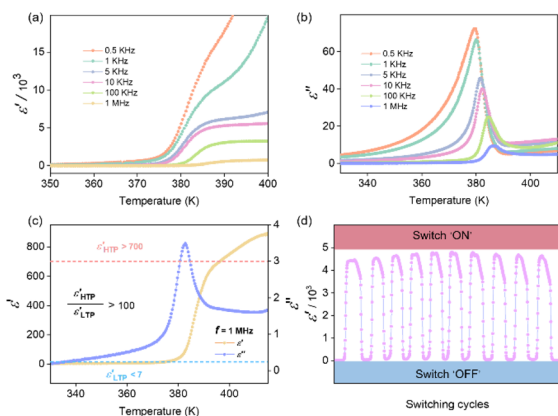 (a)
ε′ / 10³
15
10
5
0
0.5 KHz
1 KHz
5 KHz
10 KHz
100 KHz
1 MHz
350 360 370 380 390 400
Temperature (K)
(b)
ε″
60
40
20
0
0.5 KHz
1 KHz
5 KHz
10 KHz
100 KHz
1 MHz
340 360 380 400
Temperature (K)
(c)
ε′
800
600
400
200
0
ε′HTP > 700
ε′HTP
ε′LTP
> 100
f = 1 MHz
ε′
ε″
ε′LTP < 7
4
3
2
1
0
ε″
340 360 380 400
Temperature (K)
(d)
Switch 'ON'
ε′ / 10³
6
5
4
3
2
1
0
Switch 'OFF'
Switching cycles